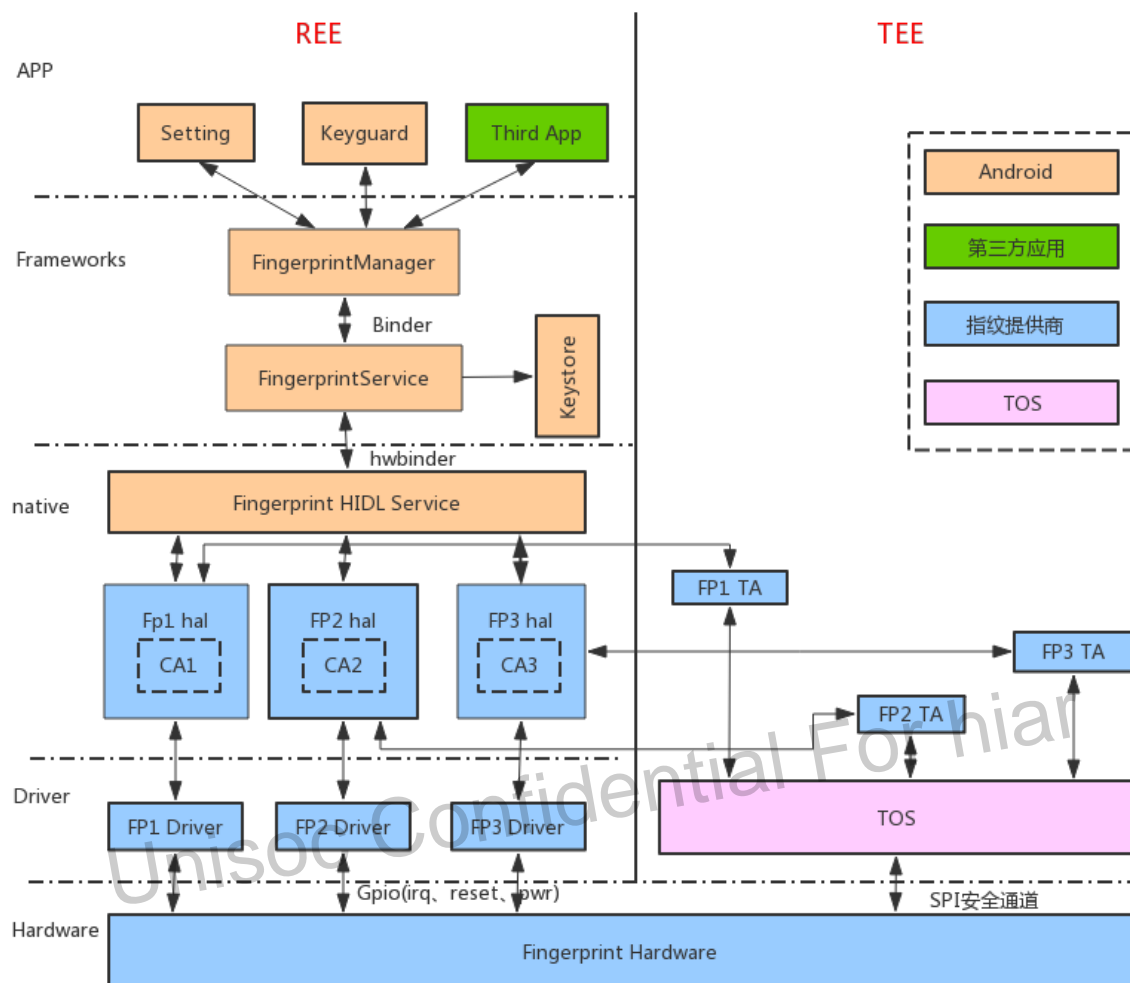 REE
TEE
APP
Setting
Keyguard
Third App
Android
Frameworks
FingerprintManager
第三方应用
Binder
指纹提供商
FingerprintService
Keystore
TOS
hwbinder
native
Fingerprint HIDL Service
FP1 TA
Fp1 hal
FP2 hal
FP3 hal
CA1
CA2
CA3
FP3 TA
FP2 TA
Driver
FP1 Driver
FP2 Driver
FP3 Driver
TOS
Unisoc Confidential For hiar
Gpio(irq、reset、pwr)
SPI安全通道
Hardware
Fingerprint Hardware